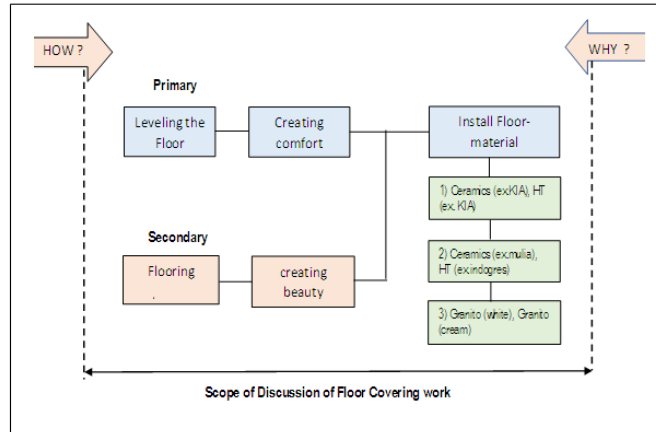 HOW ?
WHY ?
Primary
Leveling the
Floor
Creating
comfort
Install Floor-
material
1) Ceramics (ex.KIA), HT
(ex. KIA)
Secondary
Flooring
.
creating
beauty
2) Ceramics (ex.mulia),
HT (ex.indogres)
3) Granito (white), Granito
(cream)
Scope of Discussion of Floor Covering work